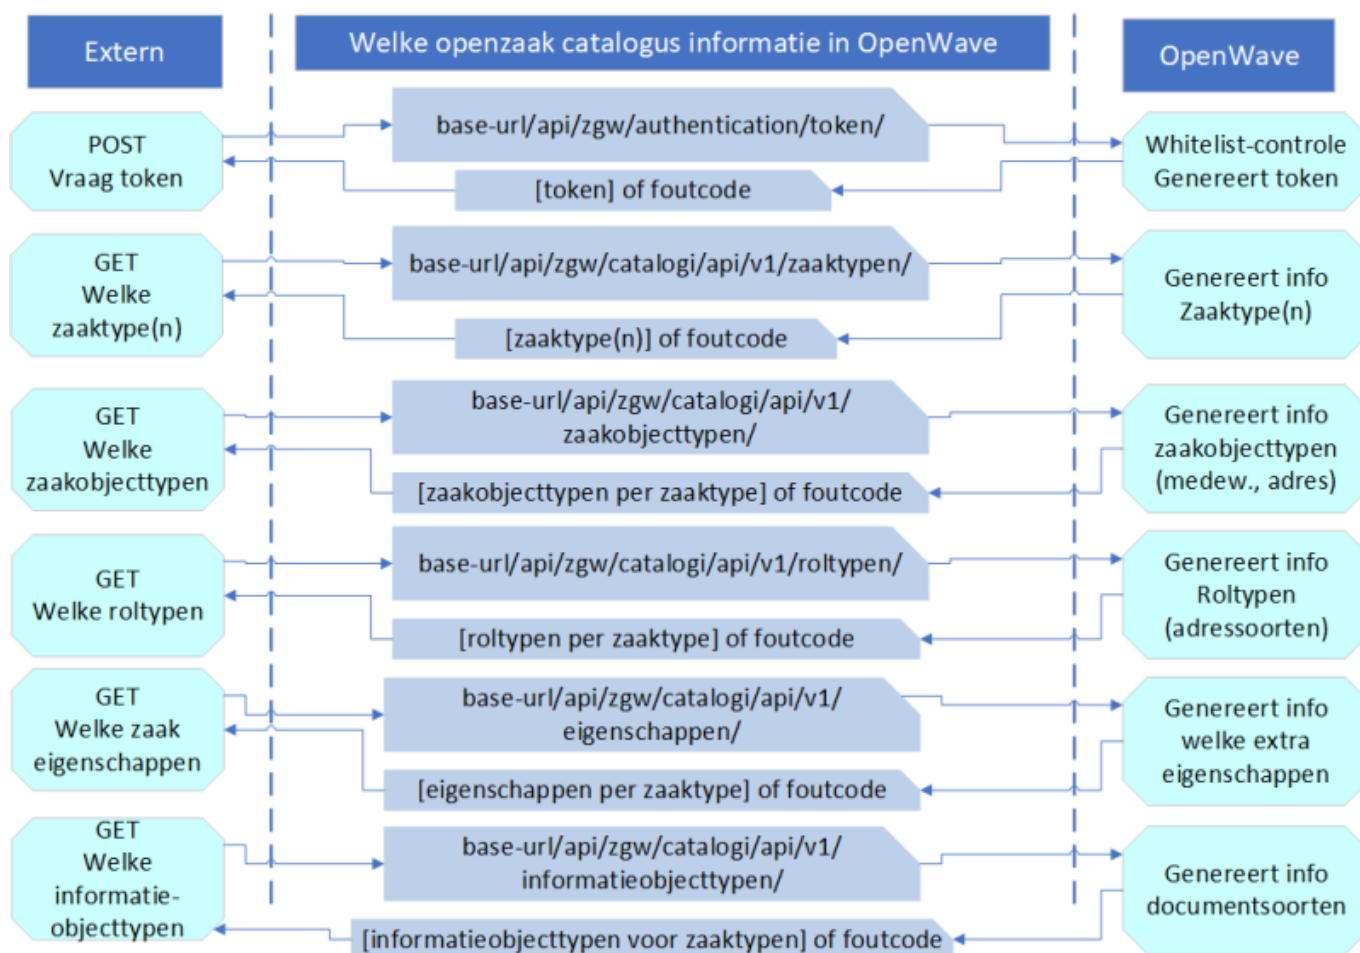 Extern
Welke openzaak catalogus informatie in OpenWave
OpenWave
POST
Vraag token
base-url/api/zgw/authentication/token/
[token] of foutcode
Whitelist-controle
Genereert token
GET
Welke
zaaktype(n)
base-url/api/zgw/catalogi/api/v1/zaaktypen/
[zaaktype(n)] of foutcode
Genereert info
Zaaktype(n)
GET
Welke
zaakobjecttypen
base-url/api/zgw/catalogi/api/v1/
zaakobjecttypen/
[zaakobjecttypen per zaaktype] of foutcode
Genereert info
zaakobjecttypen
(medew., adres)
GET
Welke roltypen
base-url/api/zgw/catalogi/api/v1/roltypen/
[roltypen per zaaktype] of foutcode
Genereert info
Roltypen
(adressoorten)
GET
Welke zaak
eigenschappen
base-url/api/zgw/catalogi/api/v1/
eigenschappen/
[eigenschappen per zaaktype] of foutcode
Genereert info
welke extra
eigenschappen
GET
Welke
informatie-
objecttypen
base-url/api/zgw/catalogi/api/v1/
informatieobjecttypen/
[informatieobjecttypen voor zaaktypen] of foutcode
Genereert info
documentsoorten